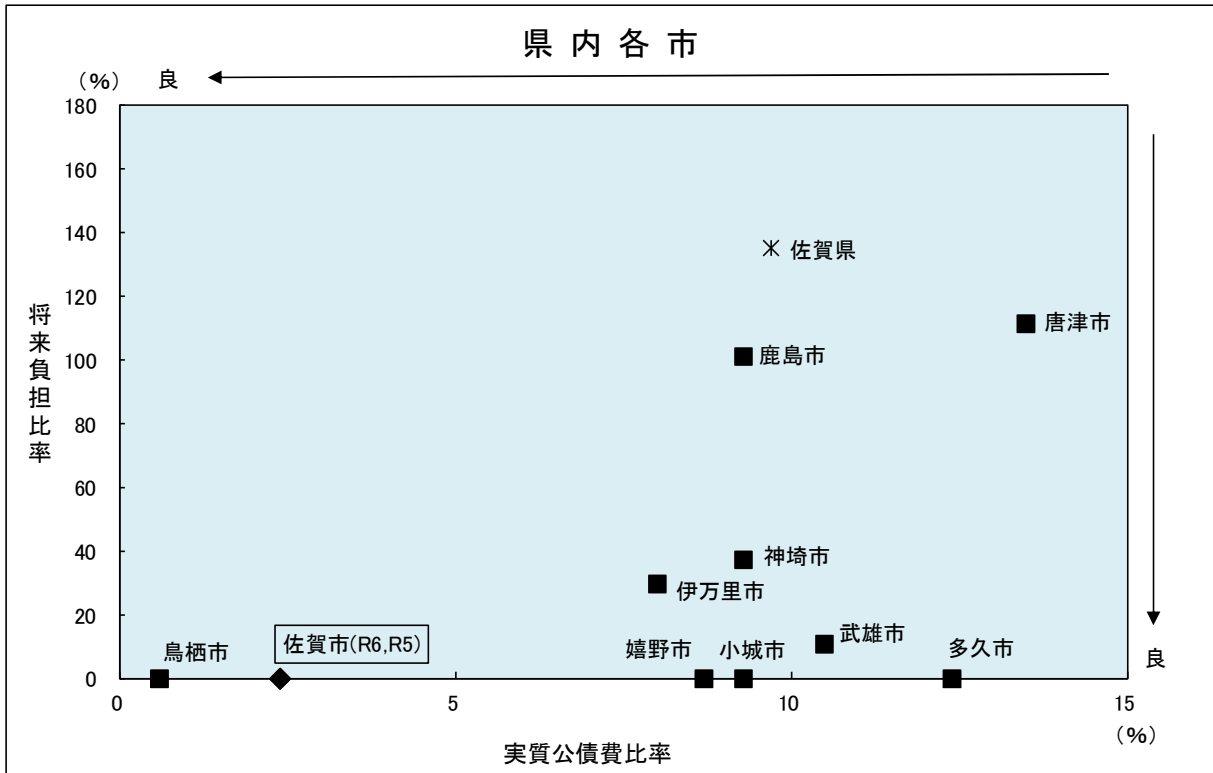 県内各市
（％） 良
180
160
140
120
100
80
60
40
20
0
将来負担比率
佐賀県
唐津市
鹿島市
神埼市
伊万里市
武雄市
鳥栖市
佐賀市(R6,R5)
嬉野市
小城市
多久市
良
0
5
10
15
（％）
実質公債費比率